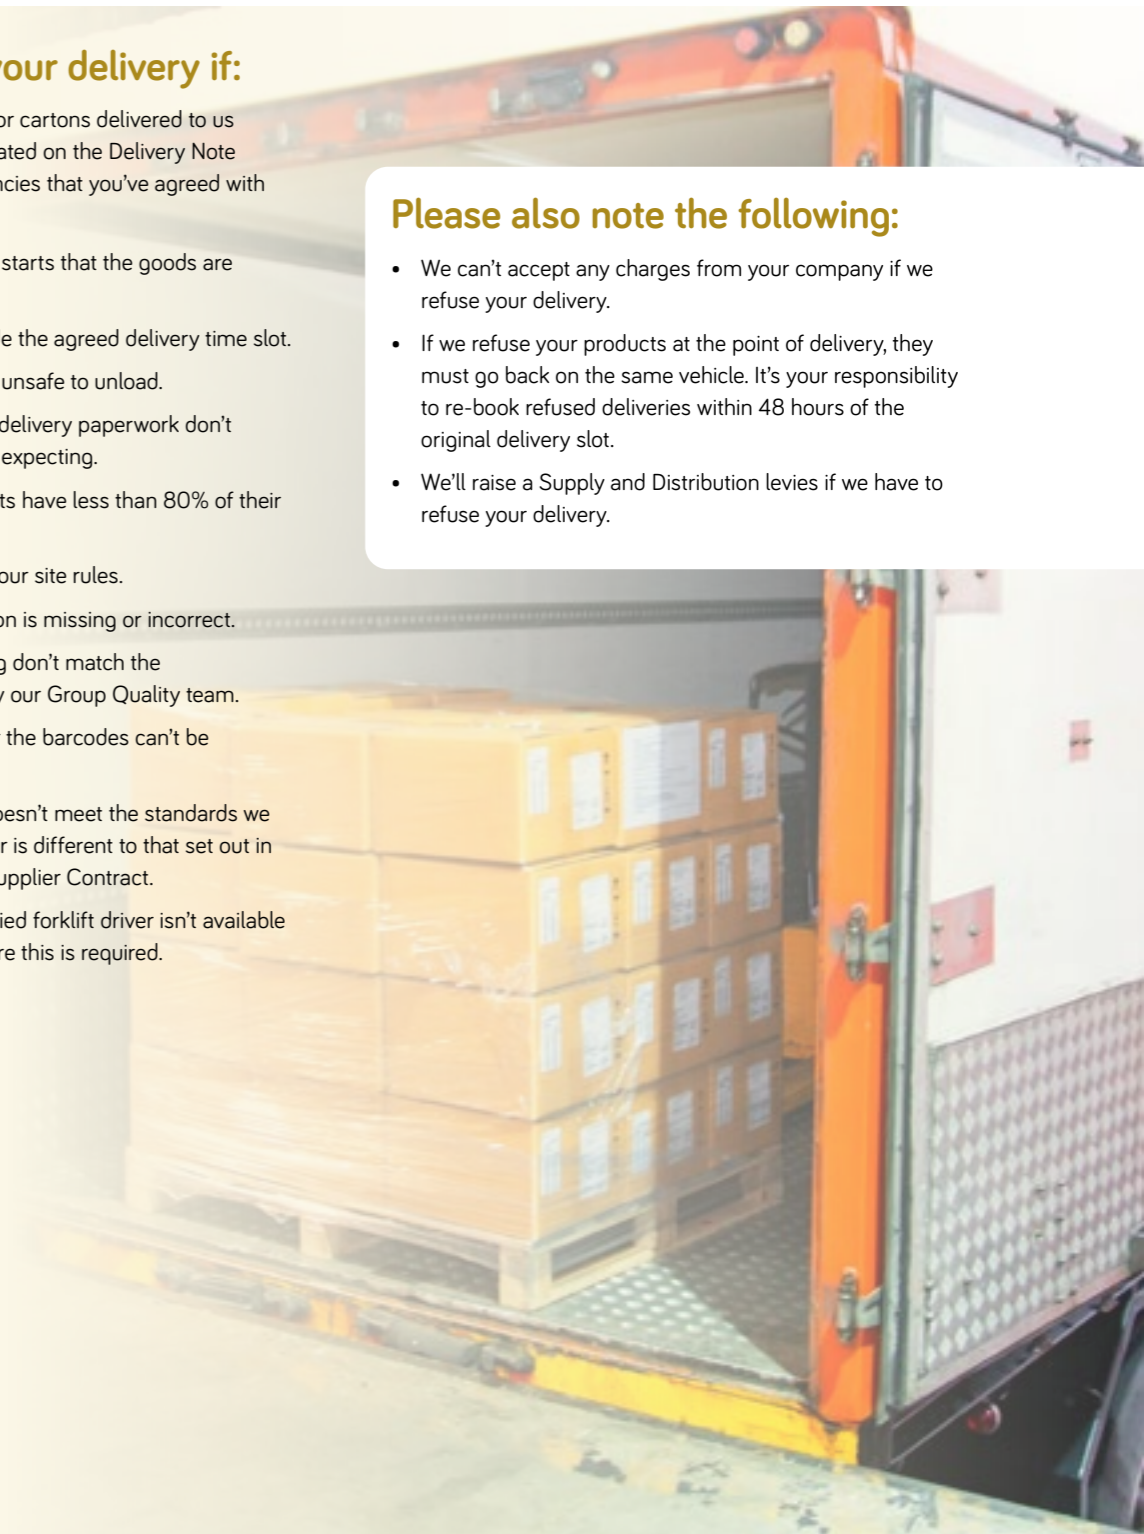 our delivery if:
or cartons delivered to us
ated on the Delivery Note
ncies that you've agreed with
starts that the goods are
e the agreed delivery time slot.
unsafe to unload.
delivery paperwork don't
expecting.
ts have less than 80% of their
our site rules.
on is missing or incorrect.
g don't match the
y our Group Quality team.
the barcodes can't be
oesn't meet the standards we
r is different to that set out in
upplier Contract.
ied forklift driver isn't available
re this is required.
Please also note the following:
• We can't accept any charges from your company if we
refuse your delivery.
• If we refuse your products at the point of delivery, they
must go back on the same vehicle. It's your responsibility
to re-book refused deliveries within 48 hours of the
original delivery slot.
• We'll raise a Supply and Distribution levies if we have to
refuse your delivery.